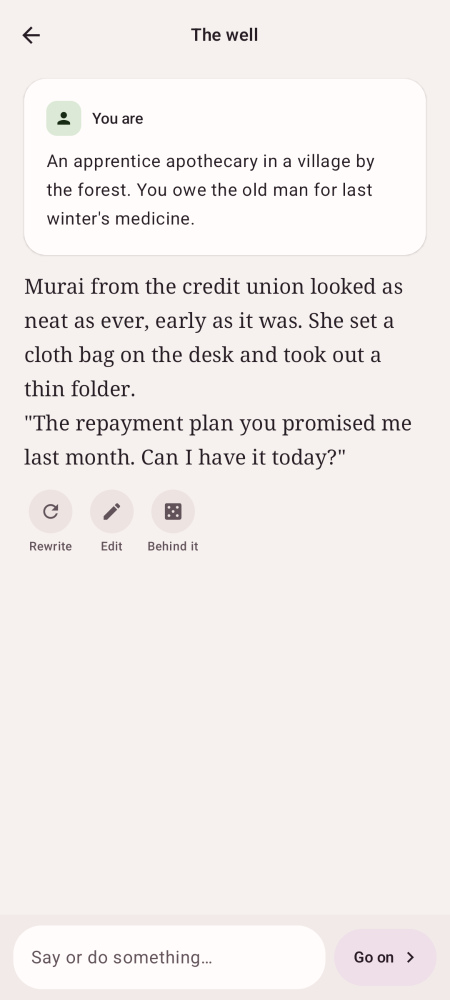 The well
You are
An apprentice apothecary in a village by
the forest. You owe the old man for last
winter's medicine.
Murai from the credit union looked as
neat as ever, early as it was. She set a
cloth bag on the desk and took out a
thin folder.
"The repayment plan you promised me
last month. Can I have it today?"
Rewrite
Edit
Behind it
Say or do something…
Go on